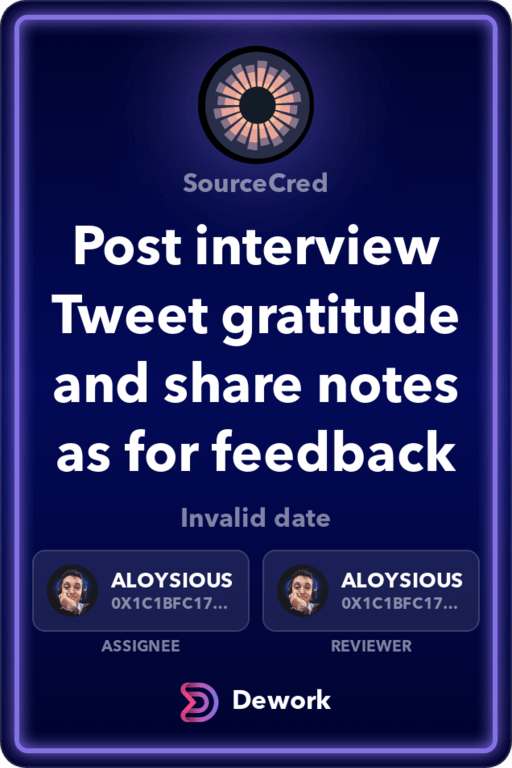 SourceCred
Post interview
Tweet gratitude
and share notes
as for feedback
Invalid date
ALOYSIOUS
0X1C1BFC17...
ASSIGNEE
ALOYSIOUS
0X1C1BFC17...
REVIEWER
Dework